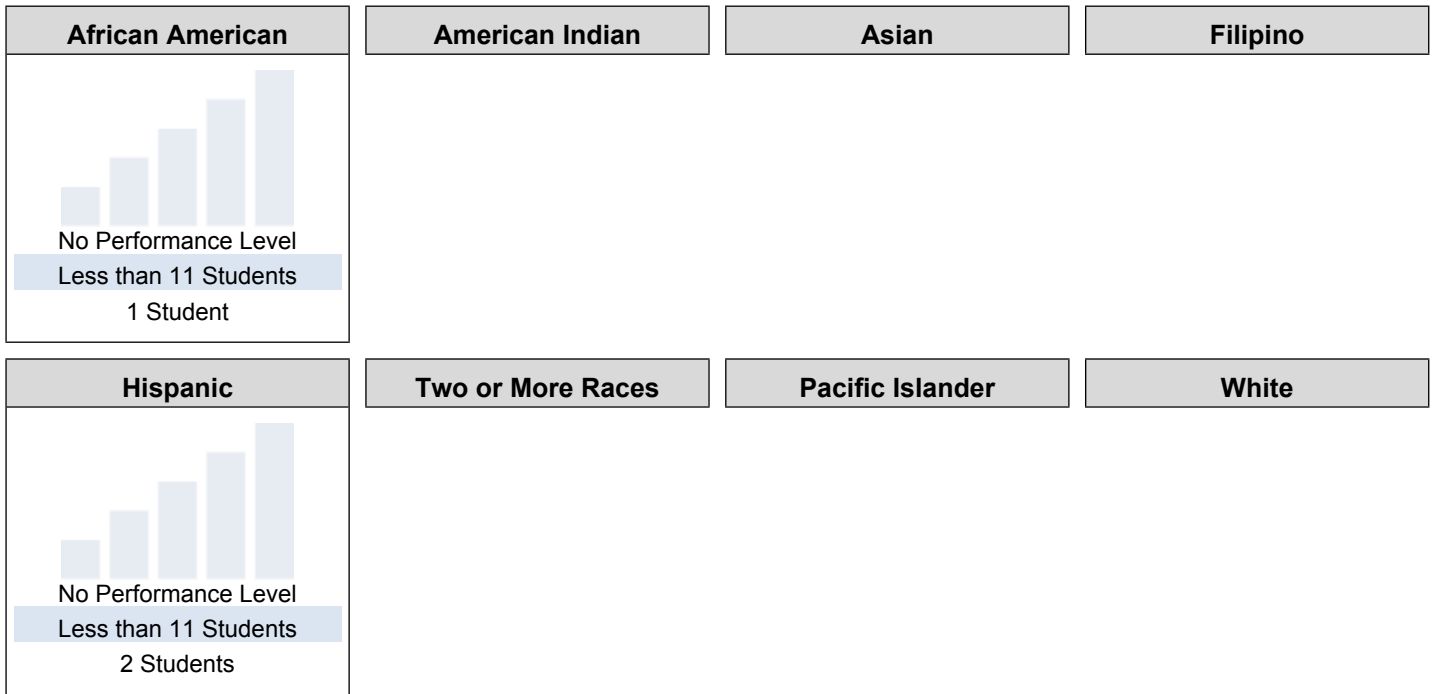 African American
American Indian
Asian
Filipino
No Performance Level
Less than 11 Students
1 Student
Hispanic
Two or More Races
Pacific Islander
White
No Performance Level
Less than 11 Students
2 Students